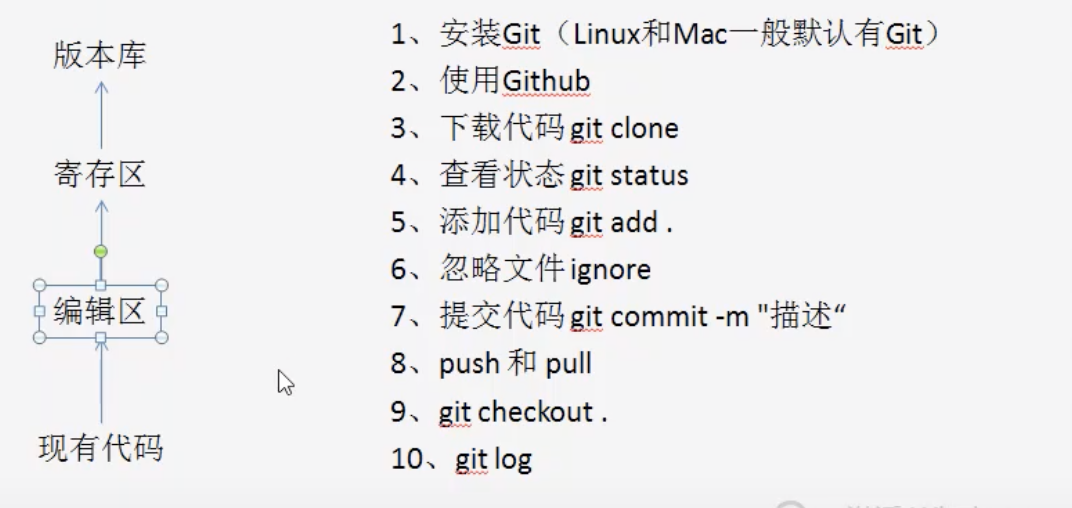 版本库
寄存区
编辑区
现有代码
1、安装Git（Linux和Mac一般默认有Git）
2、使用Github
3、下载代码 git clone
4、查看状态 git status
5、添加代码 git add .
6、忽略文件 ignore
7、提交代码 git commit -m "描述“
8、push 和 pull
9、git checkout .
10、git log